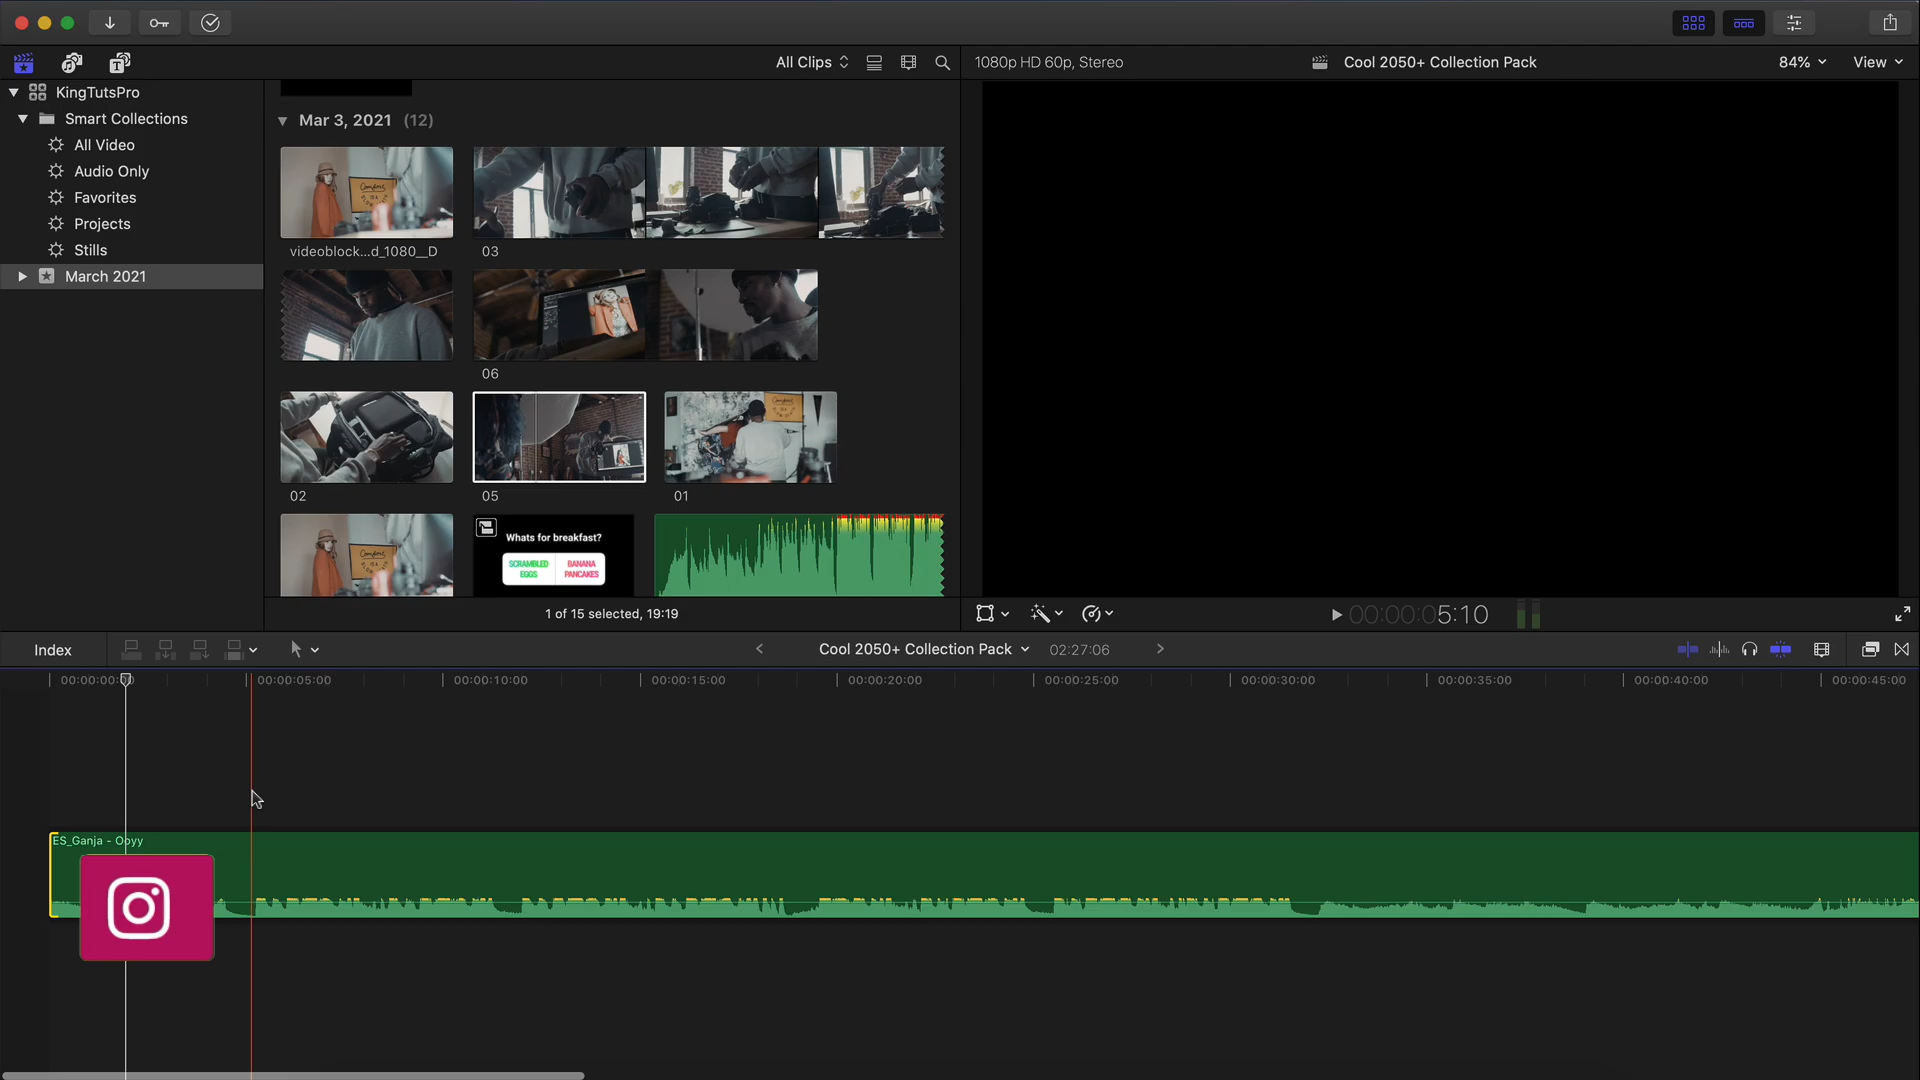 All Clips
1080p HD 60p, Stereo
Cool 2050+ Collection Pack
84%
View
KingTutsPro
Smart Collections
All Video
Audio Only
Favorites
Projects
Stills
March 2021
Mar 3, 2021 (12)
videoblock...d_1080__D
03
06
02
05
01
Whats for breakfast?
SCRAMBLED
EGGS
BANANA
PANCAKES
1 of 15 selected, 19:19
00:00:05:10
Index
Cool 2050+ Collection Pack
02:27:06
00:00:05:00
00:00:10:00
00:00:15:00
00:00:20:00
00:00:25:00
00:00:30:00
00:00:35:00
00:00:40:00
00:00:45:00
ES_Ganja - Ooyy